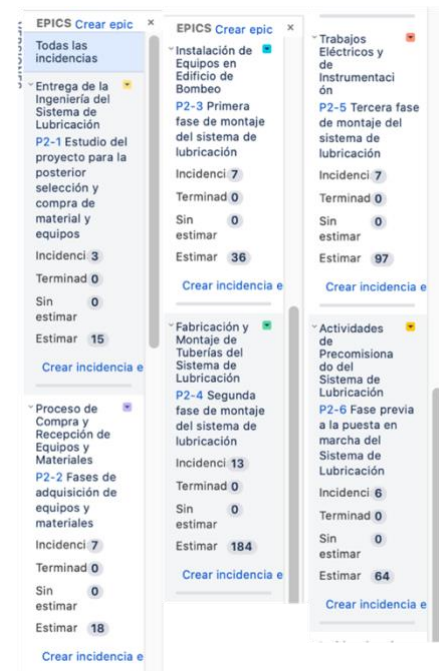 EPICS Crear epic ×
Todas las
incidencias
Entrega de la
Ingeniería del
Sistema de
Lubricación
P2-1 Estudio del
proyecto para la
posterior
selección y
compra de
material y
equipos
Incidenci 3
Terminad 0
Sin 0
estimar
Estimar 15
Crear incidencia e
Proceso de
Compra y
Recepción de
Equipos y
Materiales
P2-2 Fases de
adquisición de
equipos y
materiales
Incidenci 7
Terminad 0
Sin 0
estimar
Estimar 18
Crear incidencia e
EPICS Crear epic ×
Instalación de
Equipos en
Edificio de
Bombeo
P2-3 Primera
fase de montaje
del sistema de
lubricación
Incidenci 7
Terminad 0
Sin 0
estimar
Estimar 36
Crear incidencia e
Fabricación y
Montaje de
Tuberías del
Sistema de
Lubricación
P2-4 Segunda
fase de montaje
del sistema de
lubricación
Incidenci 13
Terminad 0
Sin 0
estimar
Estimar 184
Crear incidencia e
Trabajos
Eléctricos y
de
Instrumentaci
ón
P2-5 Tercera fase
de montaje del
sistema de
lubricación
Incidenci 7
Terminad 0
Sin 0
estimar
Estimar 97
Crear incidencia e
Actividades
de
Precomisiona
do del
Sistema de
Lubricación
P2-6 Fase previa
a la puesta en
marcha del
Sistema de
Lubricación
Incidenci 6
Terminad 0
Sin 0
estimar
Estimar 64
Crear incidencia e